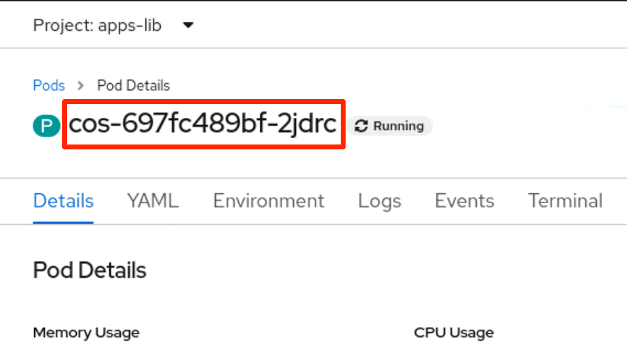 Project: apps-lib
Pods > Pod Details
P cos-697fc489bf-2jdrc Running
Details YAML Environment Logs Events Terminal
Pod Details
Memory Usage CPU Usage